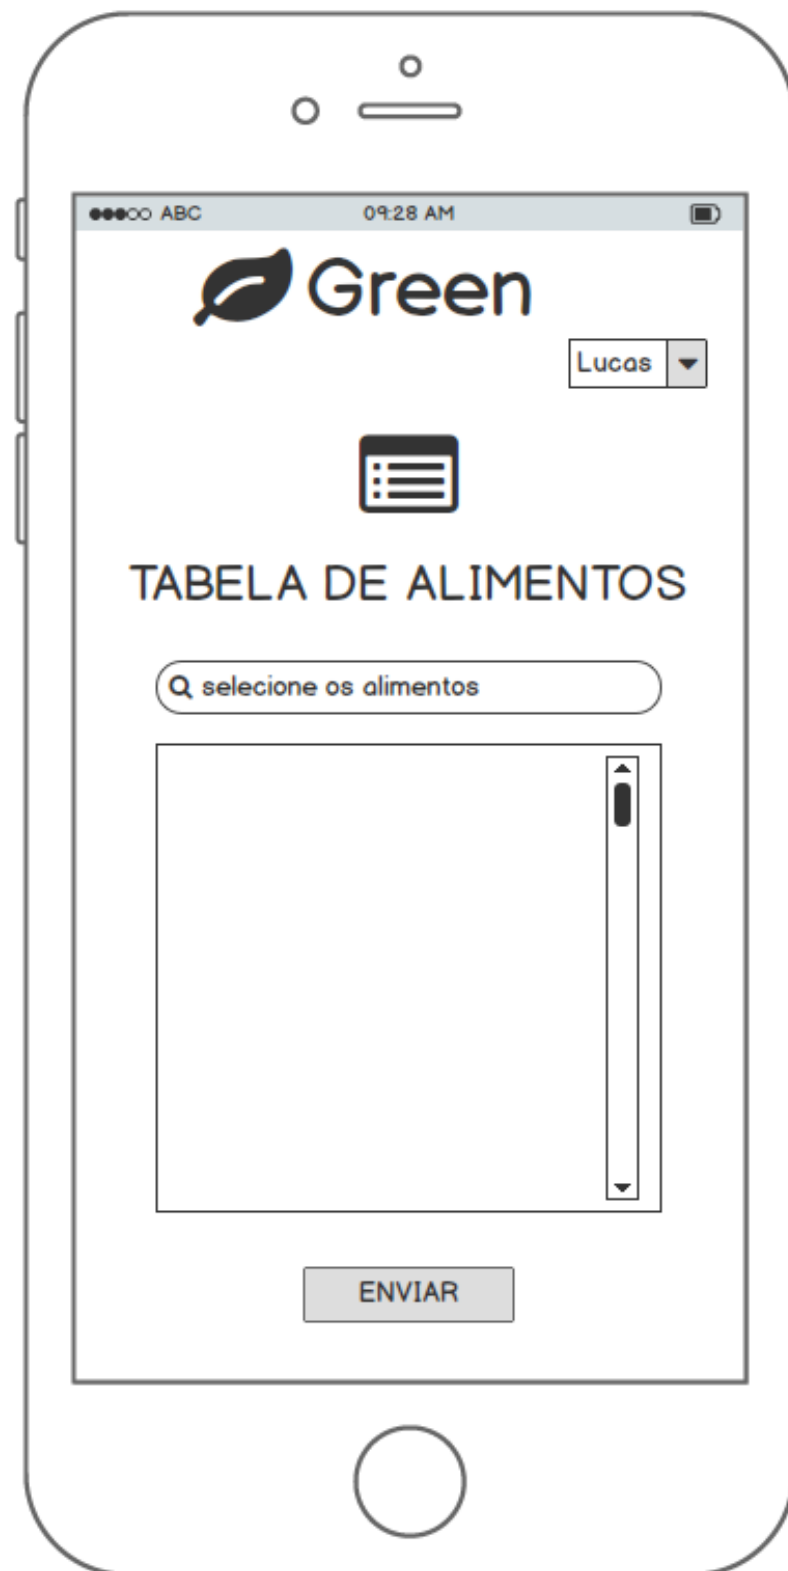 ABC 09:28 AM
Green
Lucas
TABELA DE ALIMENTOS
selecione os alimentos
ENVIAR